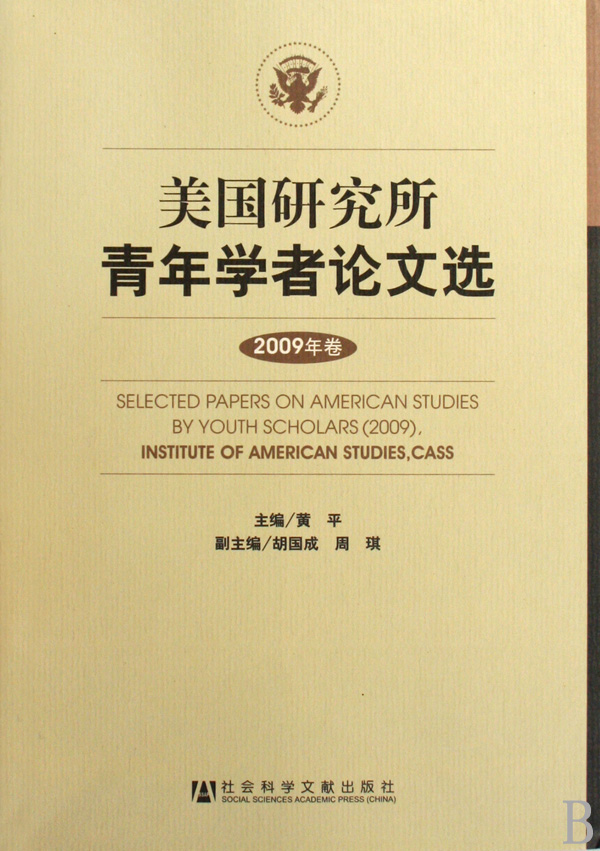 美国研究所
青年学者论文选
2009年卷
SELECTED PAPERS ON AMERICAN STUDIES
BY YOUTH SCHOLARS (2009),
INSTITUTE OF AMERICAN STUDIES,CASS
主编/黄 平
副主编/胡国成 周 琪
社会科学文献出版社
SOCIAL SCIENCES ACADEMIC PRESS (CHINA)
B